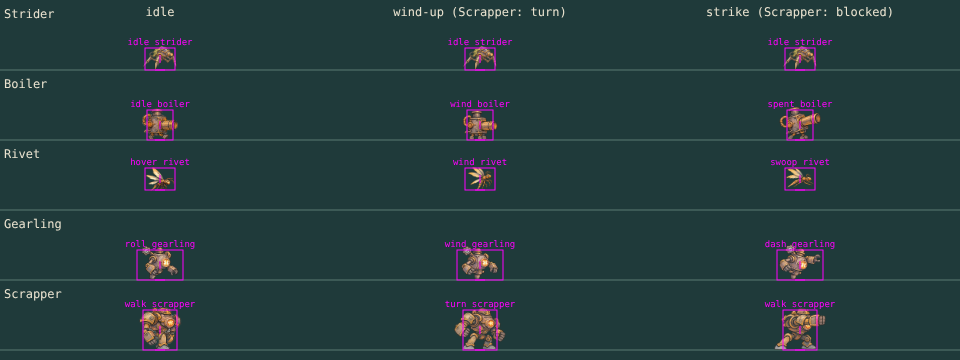 Strider idle wind-up (Scrapper: turn) strike (Scrapper: blocked)
idle strider idle strider idle strider
Boiler
idle boiler wind boiler spent boiler
Rivet
hover rivet wind rivet swoop rivet
Gearling
roll gearling wind gearling dash gearling
Scrapper
walk scrapper turn scrapper walk scrapper